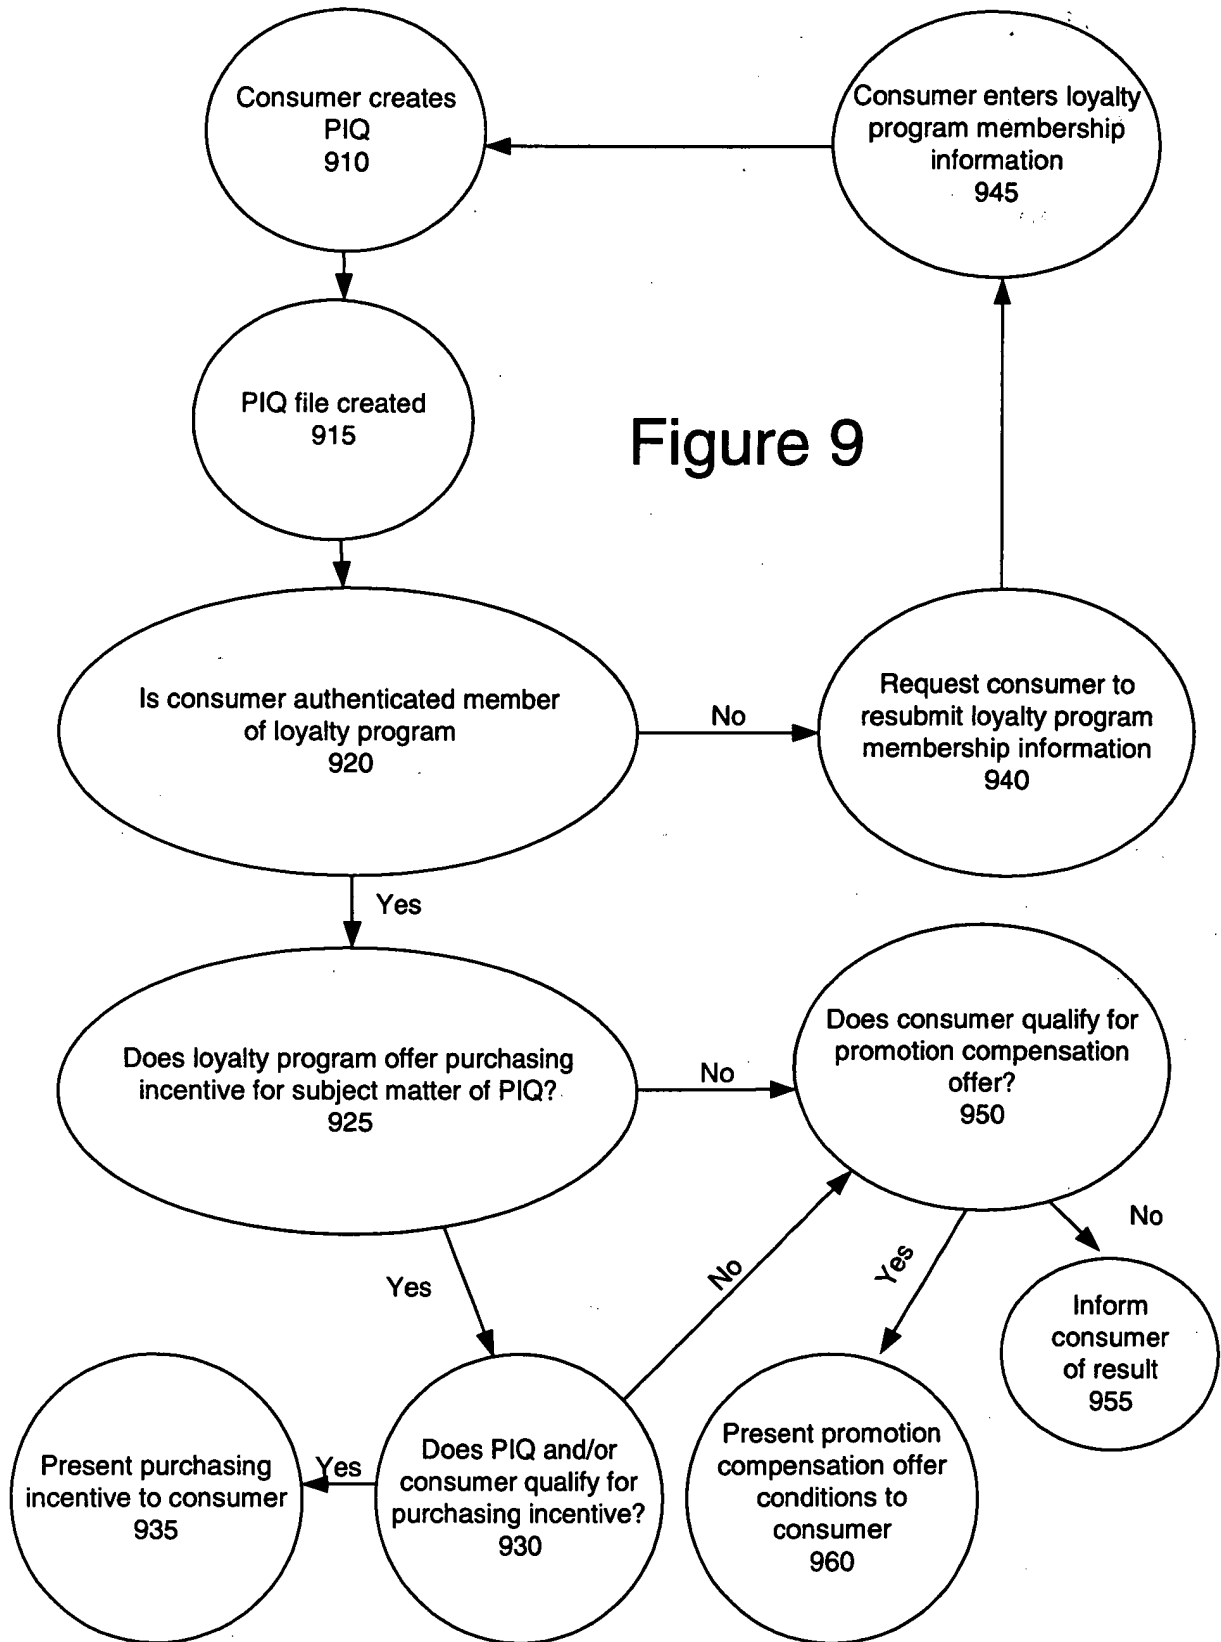 Consumer creates
PIQ
910
Consumer enters loyalty
program membership
information
945
PIQ file created
915
Figure 9
Is consumer authenticated member
of loyalty program
920
No
Request consumer to
resubmit loyalty program
membership information
940
Yes
Does loyalty program offer purchasing
incentive for subject matter of PIQ?
925
No
Does consumer qualify for
promotion compensation
offer?
950
Yes
No
Yes
No
Inform
consumer
of result
955
Present purchasing
incentive to consumer
935
Yes
Does PIQ and/or
consumer qualify for
purchasing incentive?
930
Present promotion
compensation offer
conditions to
consumer
960